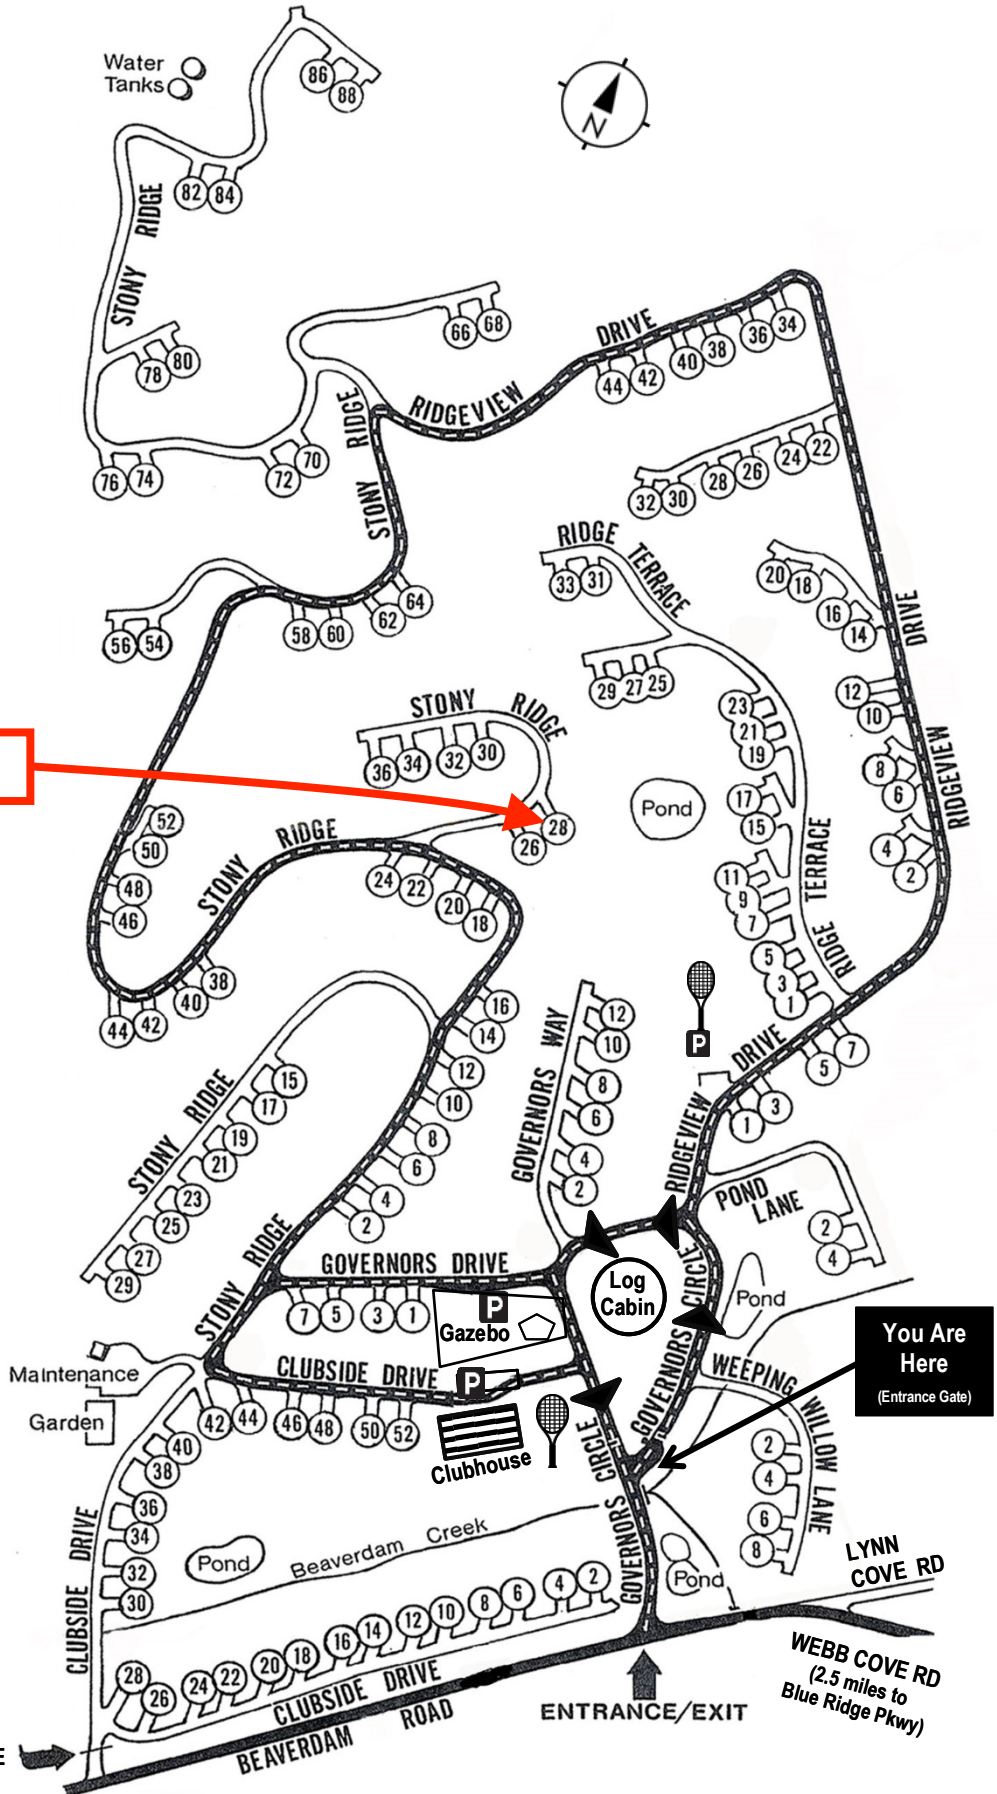 Water
Tanks
86
88
N
82
84
STONY RIDGE
66
68
DRIVE
36
34
40
38
44
42
78
80
RIDGEVIEW
STONY RIDGE
76
74
72
70
32
30
28
26
24
22
RIDGE TERRACE
33
31
20
18
16
14
DRIVE
56
54
58
60
62
64
29
27
25
12
10
23
21
19
STONY RIDGE
36
34
32
30
8
6
RIDGEVIEW
17
15
Pond
28
26
52
50
STONY RIDGE
4
2
48
46
24
22
20
18
11
9
7
RIDGE TERRACE
5
3
1
38
40
42
44
16
14
12
10
P
DRIVE
7
5
GOVERNORS WAY
12
10
8
6
4
2
3
1
RIDGEVIEW
STONY RIDGE
15
17
19
21
23
25
27
29
8
6
4
2
POND
LANE
2
4
STONY RIDGE
GOVERNORS DRIVE
7
5
3
1
P
Gazebo
Log
Cabin
GOVERNORS CIRCLE
Pond
You Are
Here
(Entrance Gate)
Maintenance
Garden
CLUBSIDE DRIVE
P
42
44
46
48
50
52
Clubhouse
WEEPING WILLOW LANE
2
4
6
8
40
38
36
34
32
30
CLUBSIDE DRIVE
Pond
Beaverdam Creek
GOVERNORS CIRCLE
Pond
LYNN
COVE RD
28
26
24
22
20
18
16
14
12
10
8
6
4
2
CLUBSIDE DRIVE
BEAVERDAM ROAD
ENTRANCE/EXIT
WEBB COVE RD
(2.5 miles to
Blue Ridge Pkwy)
E